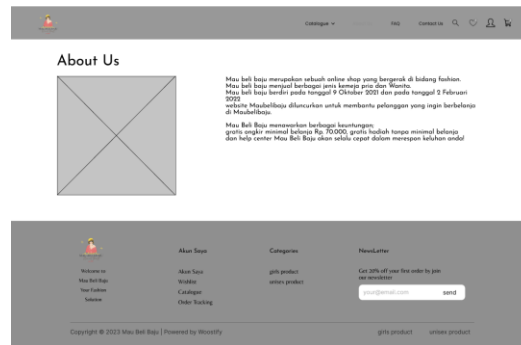 Catalogue
FAQ
Contact us
About Us
Mau beli baju merupakan sebuah online shop yang bergerak di bidang fashion.
Mau beli baju menjual berbagai jenis kemeja pria dan Wanita.
Mau beli baju berdiri pada tanggal 9 Oktober 2021 dan pada tanggal 2 Februari
2022
website Maubelibaju diluncurkan untuk membantu pelanggan yang ingin berbelanja
di Maubelibaju.
Mau Beli Baju menawarkan berbagai keuntungan;
gratis ongkir minimal belanja Rp. 70.000, gratis hadiah tanpa minimal belanja
dan help center Mau Beli Baju akan selalu cepat dalam merespon keluhan anda!
Welcome to
Mau Beli Baju
Your Fashion
Solution
Akun Saya
Akun Saya
Wishlist
Catalogue
Order Tracking
Categories
girls product
unisex product
NewsLetter
Get 20% off your first order by join
our newsletter
your@email.com send
Copyright © 2023 Mau Beli Baju | Powered by Woostify
girls product unisex product